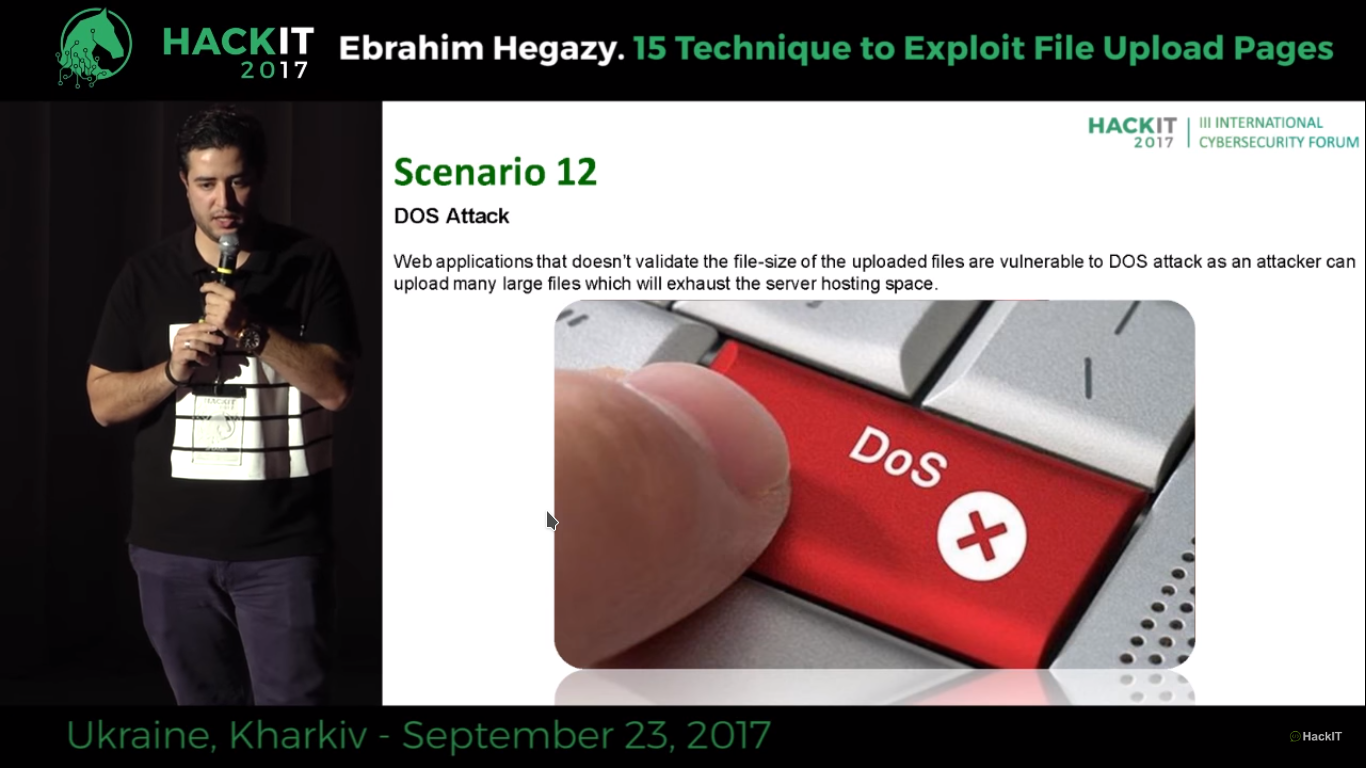 HACKIT
2017
Ebrahim Hegazy. 15 Technique to Exploit File Upload Pages
HACKIT
2017
III INTERNATIONAL
CYBERSECURITY FORUM
Scenario 12
DOS Attack
Web applications that doesn't validate the file-size of the uploaded files are vulnerable to DOS attack as an attacker can
upload many large files which will exhaust the server hosting space.
DoS
HACKIT
Ukraine, Kharkiv - September 23, 2017
HackIT